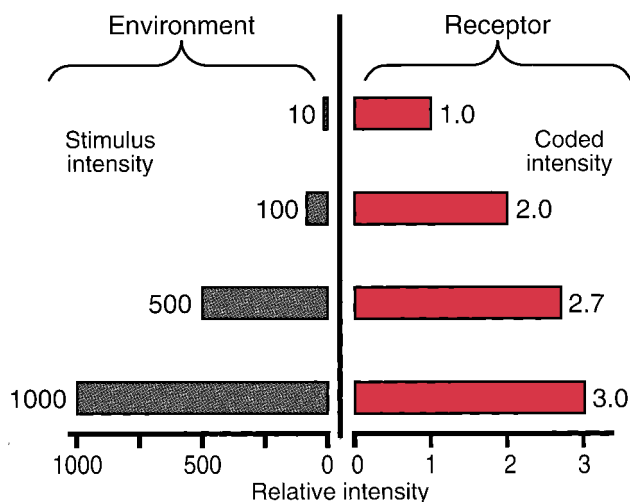 Environment
Receptor
10
1.0
Stimulus
intensity
Coded
intensity
100
2.0
500
2.7
1000
3.0
1000 500 0 0 1 2 3
Relative intensity